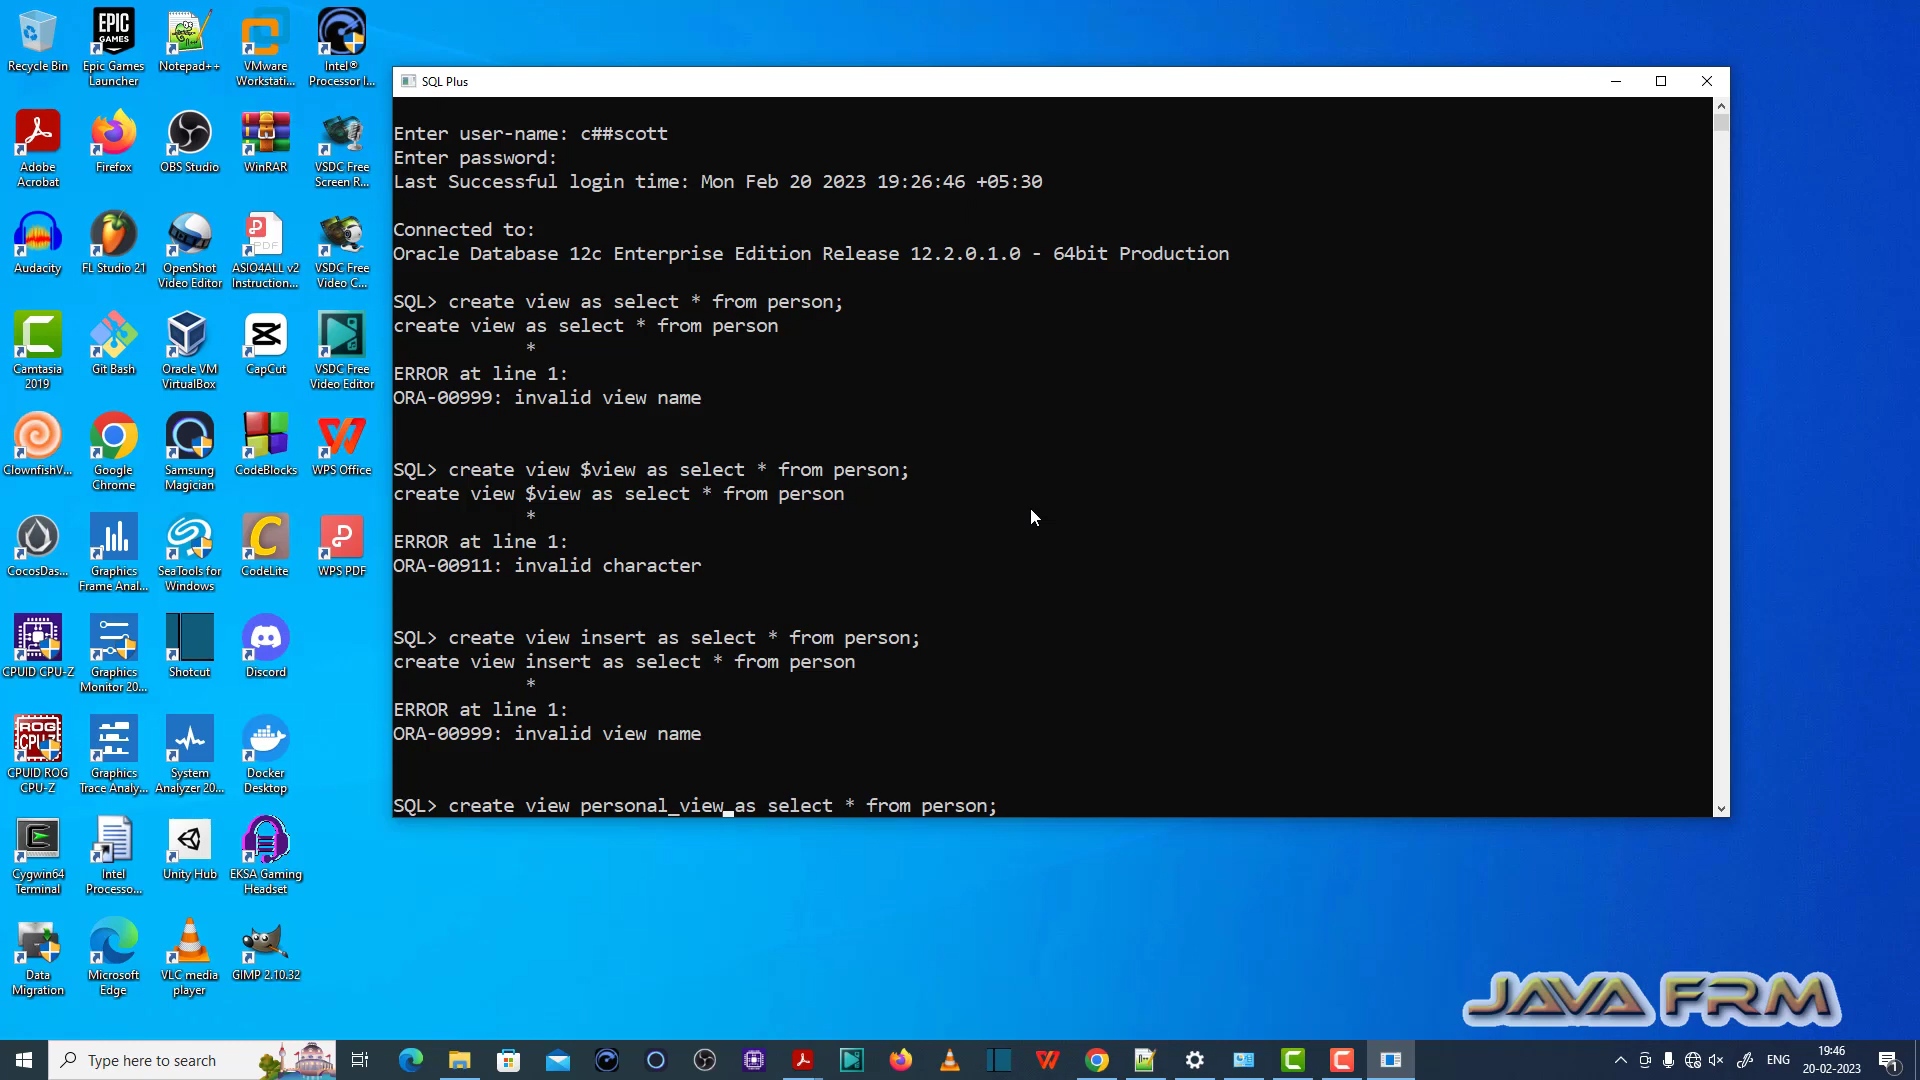 Recycle Bin
Epic Games
Launcher
Notepad++
VMware
Workstati...
Intel®
Processor I...
Adobe
Acrobat
Firefox
OBS Studio
WinRAR
VSDC Free
Screen R...
Audacity
FL Studio 21
OpenShot
Video Editor
ASIO4ALL v2
Instruction...
VSDC Free
Video C...
Camtasia
2019
Git Bash
Oracle VM
VirtualBox
CapCut
VSDC Free
Video Editor
ClownfishV...
Google
Chrome
Samsung
Magician
CodeBlocks
WPS Office
CocosDas...
Graphics
Frame Anal...
SeaTools for
Windows
CodeLite
WPS PDF
CPUID CPU-Z
Graphics
Monitor 20...
Shotcut
Discord
CPUID ROG
CPU-Z
Graphics
Trace Analy...
System
Analyzer 20...
Docker
Desktop
Cygwin64
Terminal
Intel
Processo...
Unity Hub
EKSA Gaming
Headset
Data
Migration
Microsoft
Edge
VLC media
player
GIMP 2.10.32
SQL Plus
Enter user-name: c##scott
Enter password:
Last Successful login time: Mon Feb 20 2023 19:26:46 +05:30
Connected to:
Oracle Database 12c Enterprise Edition Release 12.2.0.1.0 - 64bit Production
SQL> create view as select * from person;
create view as select * from person
*
ERROR at line 1:
ORA-00999: invalid view name
SQL> create view $view as select * from person;
create view $view as select * from person
*
ERROR at line 1:
ORA-00911: invalid character
SQL> create view insert as select * from person;
create view insert as select * from person
*
ERROR at line 1:
ORA-00999: invalid view name
SQL> create view personal_view as select * from person;
JAVA FRM
Type here to search
ENG
19:46
20-02-2023
1